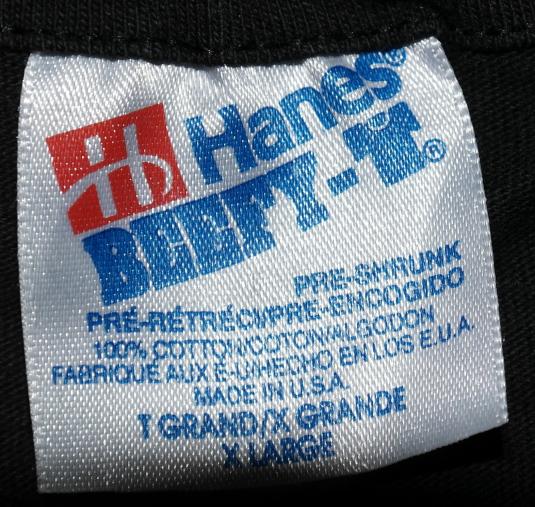 H Hanes®
BEEFY-T®
PRE-SHRUNK
PRÉ-RÉTRÉCI/PRE-ENCOGIDO
100% COTTON/COTON/ALGODON
FABRIQUÉ AUX É-U/HECHO EN LOS E.U.A.
MADE IN U.S.A.
T GRAND/X GRANDE
X LARGE